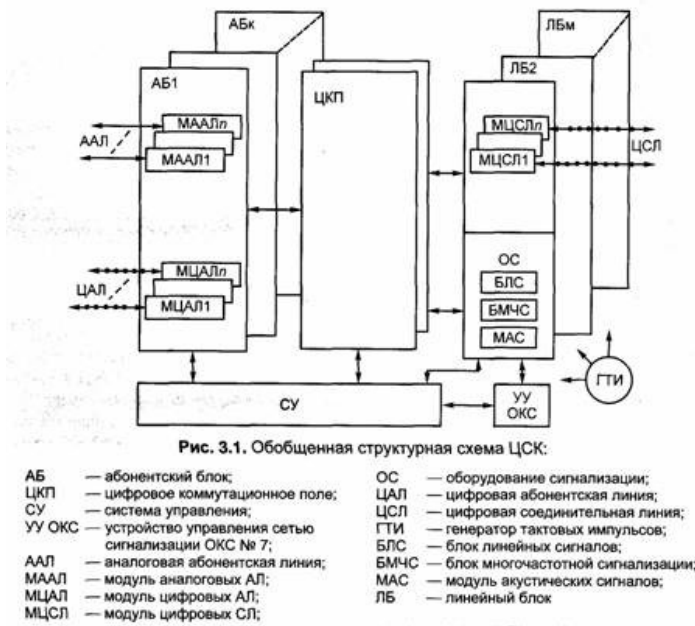 АБк
ЛБм
АБ1
ЦКП
ЛБ2
МААЛn
ААЛ
МААЛ1
МЦСЛn
МЦСЛ1
ЦСЛ
МЦАЛn
ЦАЛ
МЦАЛ1
ОС
БЛС
БМЧС
МАС
СУ
УУ
ОКС
ГТИ
Рис. 3.1. Обобщенная структурная схема ЦСК:
АБ — абонентский блок;
ЦКП — цифровое коммутационное поле;
СУ — система управления;
УУ ОКС — устройство управления сетью
сигнализации ОКС № 7;
ААЛ — аналоговая абонентская линия;
МААЛ — модуль аналоговых АЛ;
МЦАЛ — модуль цифровых АЛ;
МЦСЛ — модуль цифровых СЛ;
ОС — оборудование сигнализации;
ЦАЛ — цифровая абонентская линия;
ЦСЛ — цифровая соединительная линия;
ГТИ — генератор тактовых импульсов;
БЛС — блок линейных сигналов;
БМЧС — блок многочастотной сигнализации;
МАС — модуль акустических сигналов;
ЛБ — линейный блок